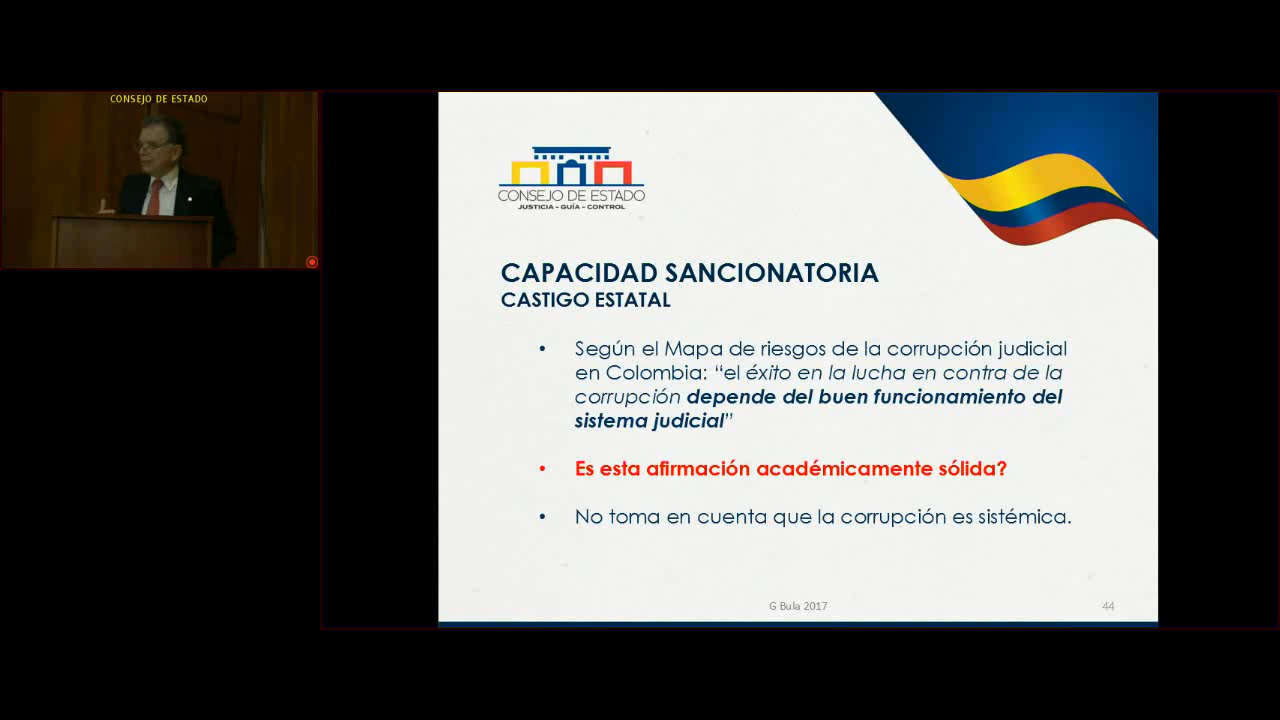 CONSEJO DE ESTADO
CONSEJO DE ESTADO
JUSTICIA - GUÍA - CONTROL
CAPACIDAD SANCIONATORIA
CASTIGO ESTATAL
• Según el Mapa de riesgos de la corrupción judicial
en Colombia: “el éxito en la lucha en contra de la
corrupción depende del buen funcionamiento del
sistema judicial”
• Es esta afirmación académicamente sólida?
• No toma en cuenta que la corrupción es sistémica.
G Bula 2017
44